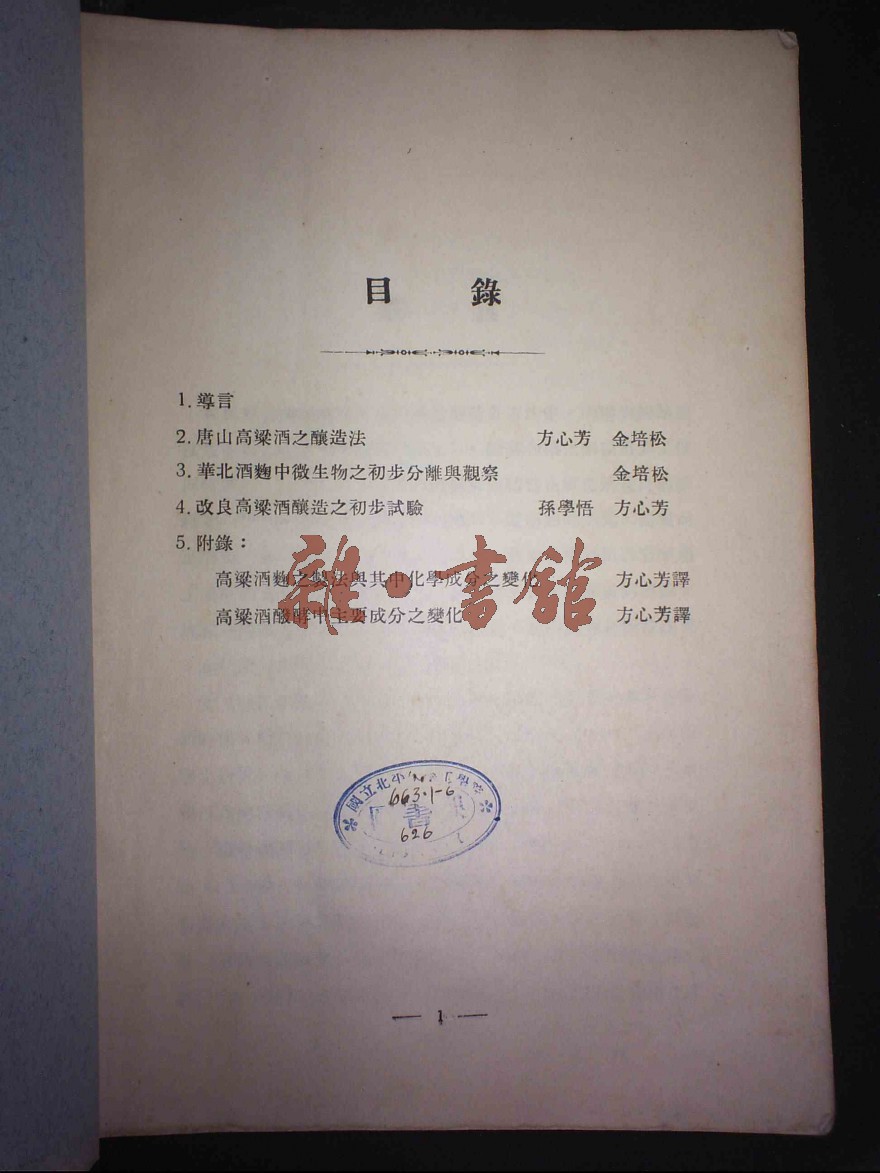 目 錄
1. 導言
2. 唐山高粱酒之釀造法 方心芳 金培松
3. 華北酒麴中微生物之初步分離與觀察 金培松
4. 改良高粱酒釀造之初步試驗 孫學悟 方心芳
5. 附錄：
高粱酒麴之製法與其中化學成分之變化 方心芳譯
高粱酒醱酵中主要成分之變化 方心芳譯
雜·書館
國立北
663.1-6
書
626
— 1 —